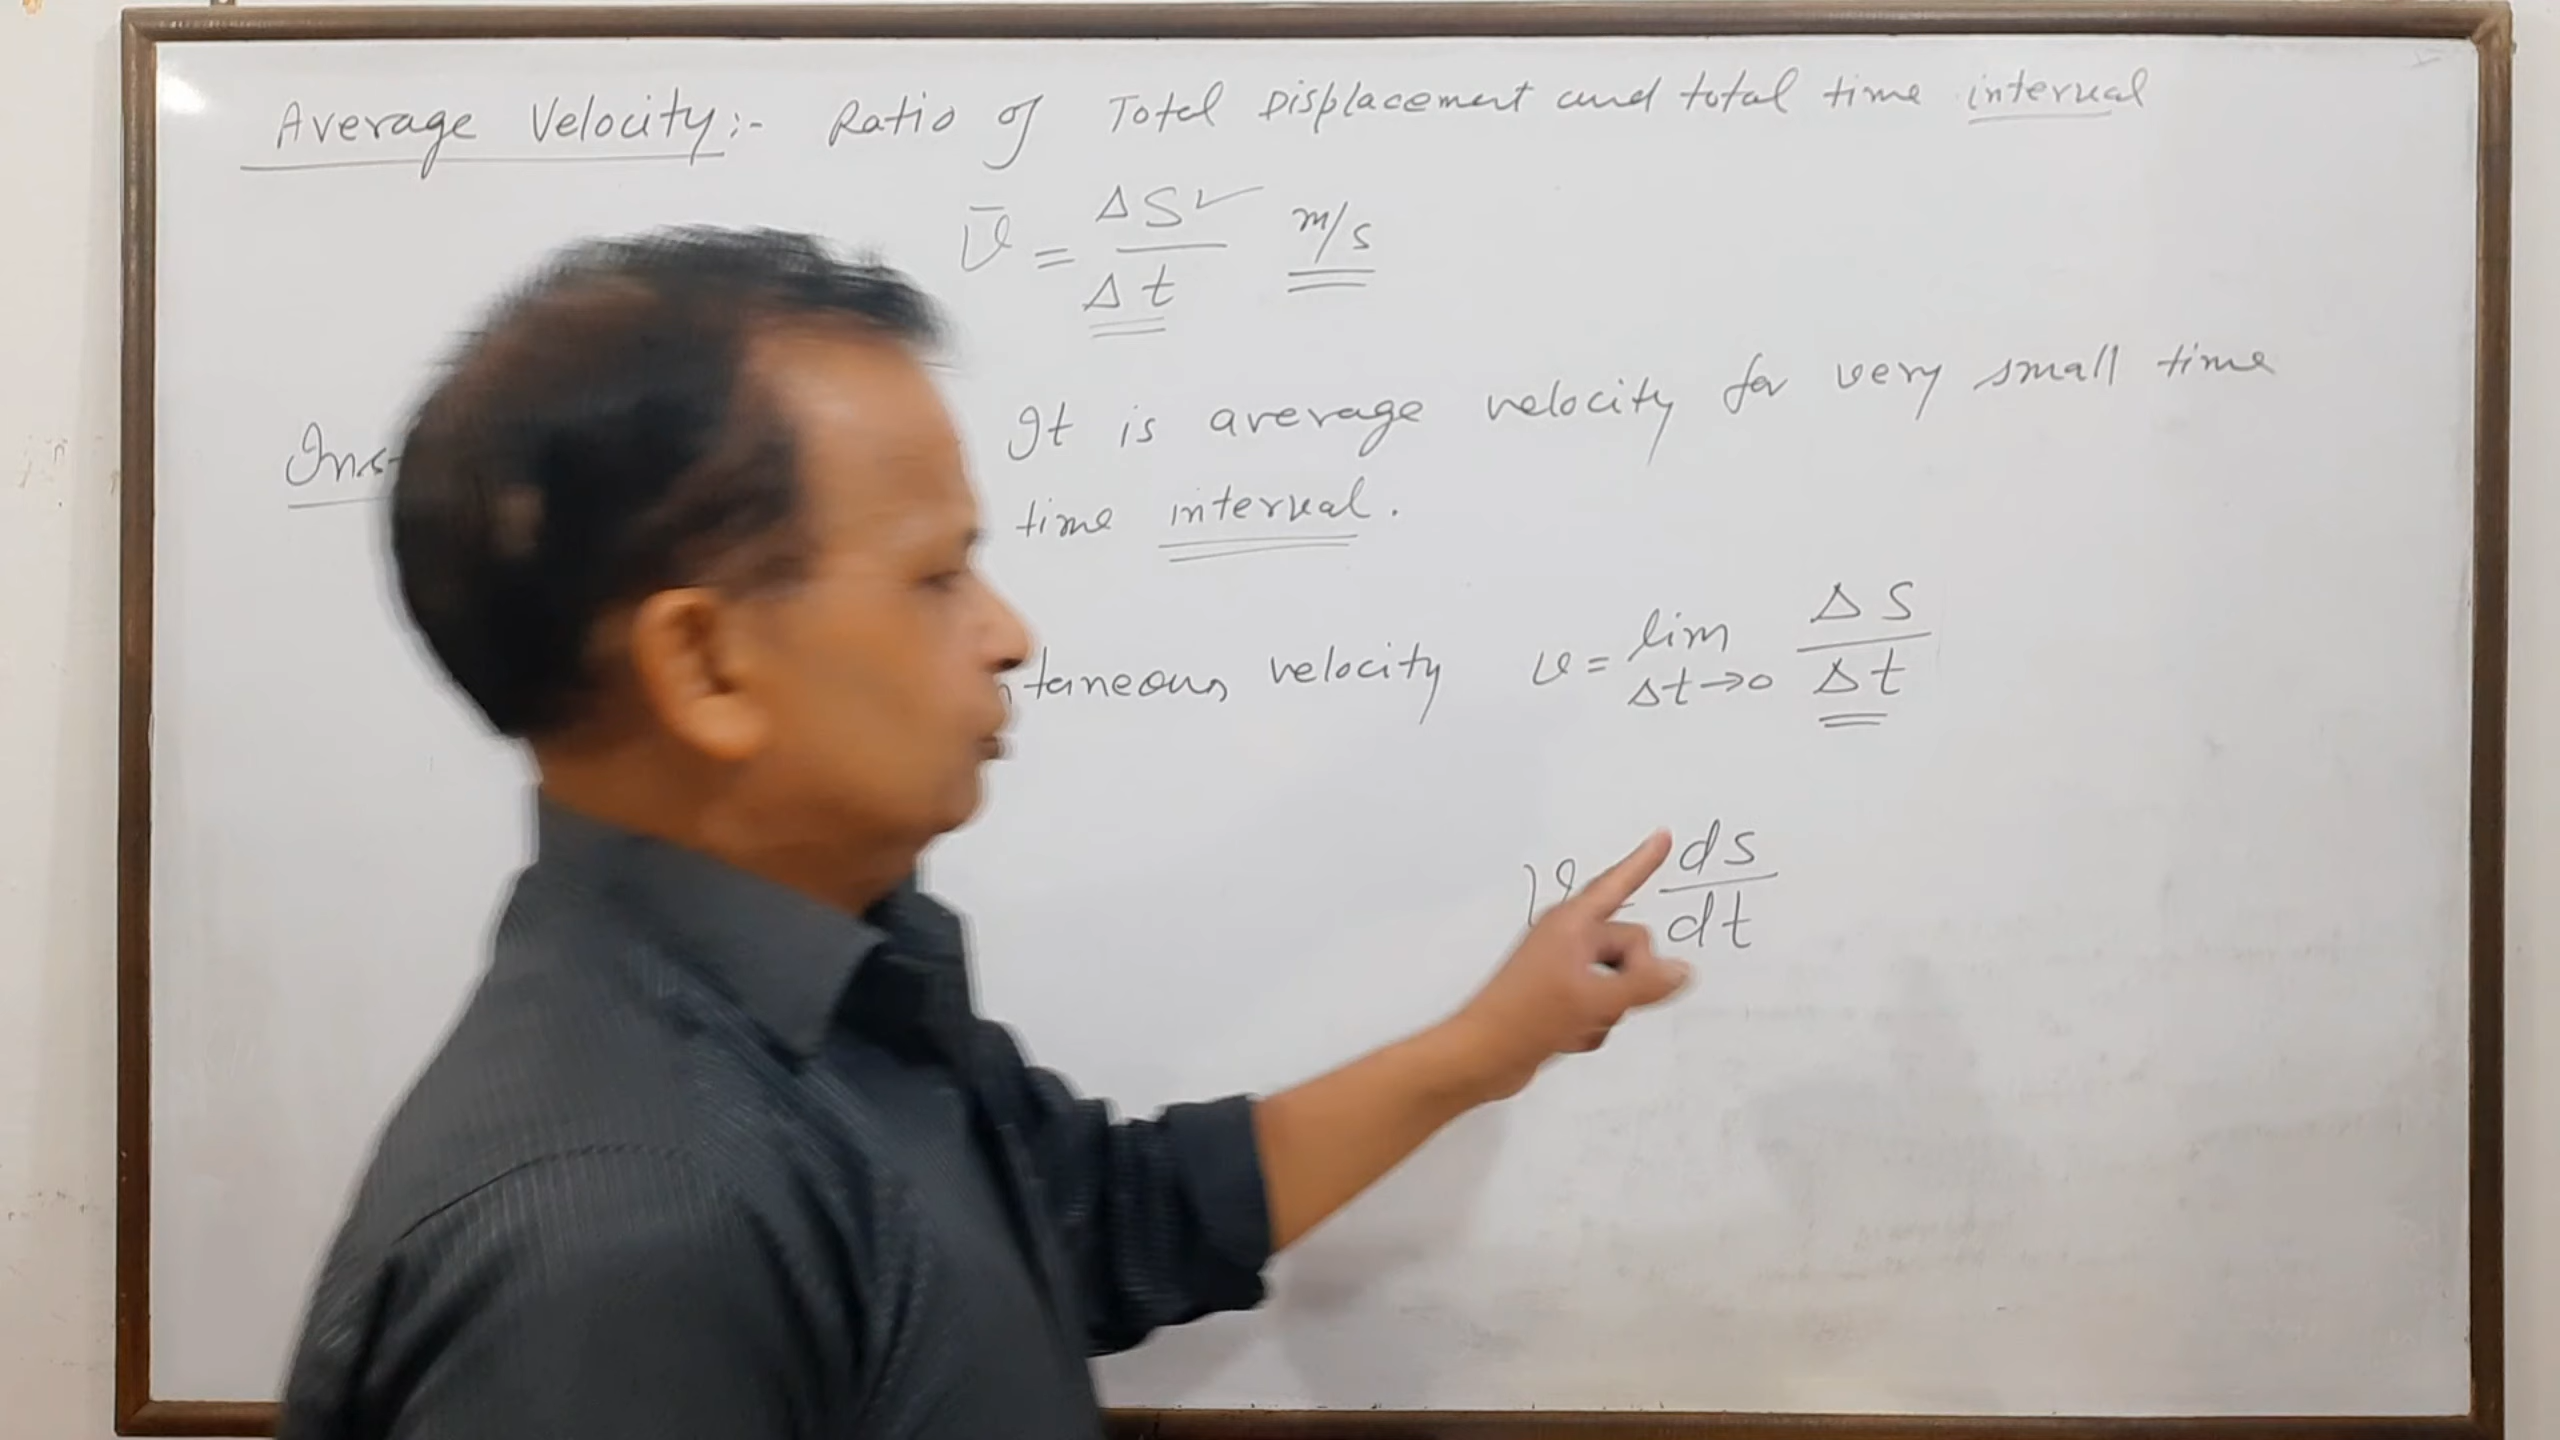 Average Velocity:- Ratio of Total Displacement and total time interval
v̄ = ΔS/Δt m/s
It is average velocity for very small time
time interval.
velocity v = lim Δt→0 ΔS/Δt
v = ds/dt